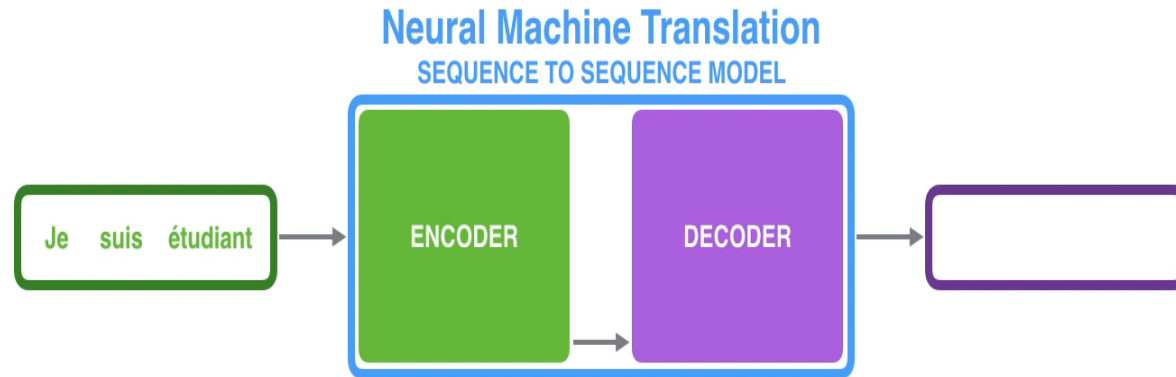 Neural Machine Translation
SEQUENCE TO SEQUENCE MODEL
Je suis étudiant
ENCODER
DECODER